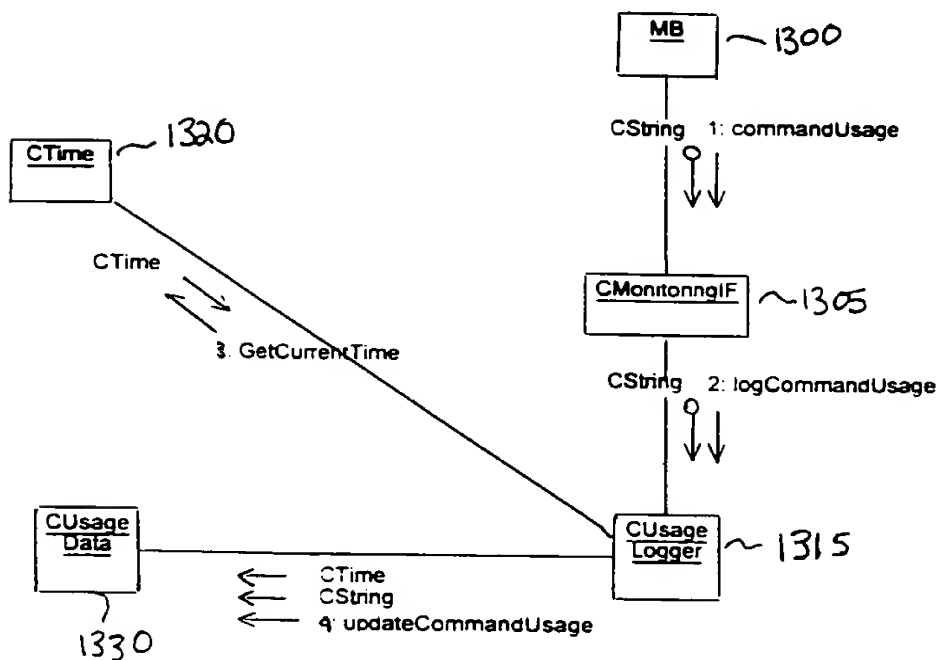 MB
1300
CString 1: commandUsage
CTime
1320
CMonitoringIF
1305
CTime
3: GetCurrentTime
CString 2: logCommandUsage
CUsage
Data
1330
CUsage
Logger
1315
CTime
CString
4: updateCommandUsage